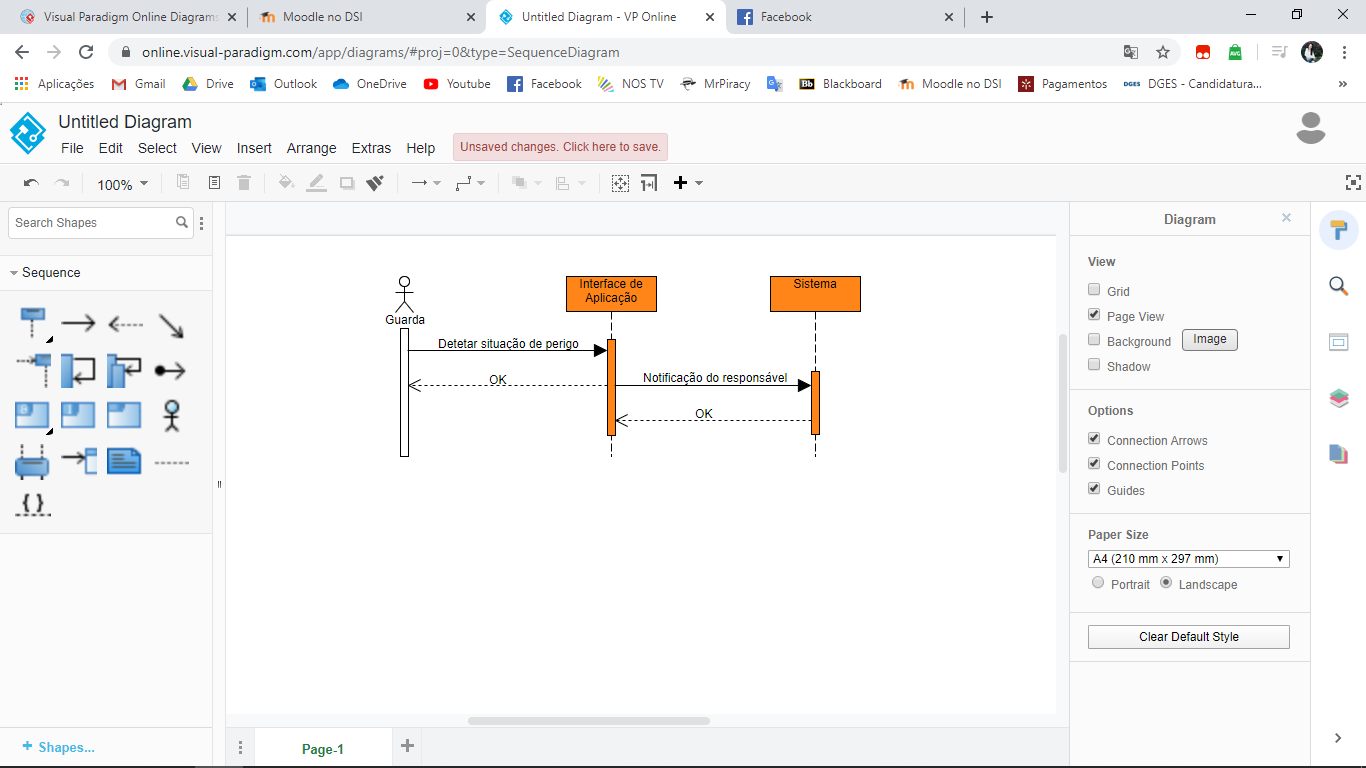 Visual Paradigm Online Diagrams
Moodle no DSI
Untitled Diagram - VP Online
Facebook
online.visual-paradigm.com/app/diagrams/#proj=0&type=SequenceDiagram
Aplicações
Gmail
Drive
Outlook
OneDrive
Youtube
Facebook
NOS TV
MrPiracy
Bb
Blackboard
Moodle no DSI
Pagamentos
DGES
DGES - Candidatura...
»
Untitled Diagram
File
Edit
Select
View
Insert
Arrange
Extras
Help
Unsaved changes. Click here to save.
100%
Search Shapes
Sequence
Shapes...
Guarda
Interface de
Aplicação
Sistema
Detetar situação de perigo
OK
Notificação do responsável
OK
Page-1
Diagram
View
Grid
Page View
Background
Image
Shadow
Options
Connection Arrows
Connection Points
Guides
Paper Size
A4 (210 mm x 297 mm)
Portrait
Landscape
Clear Default Style